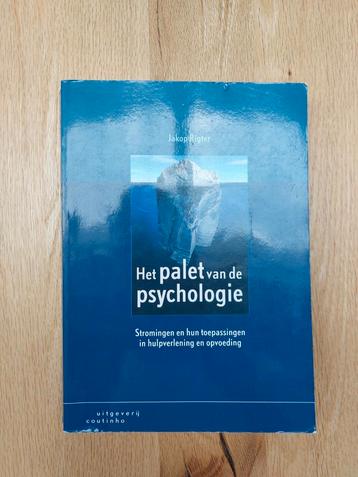 Jakop Rigter
Het palet van de
psychologie
Stromingen en hun toepassingen
in hulpverlening en opvoeding
uitgeverij
coutinho